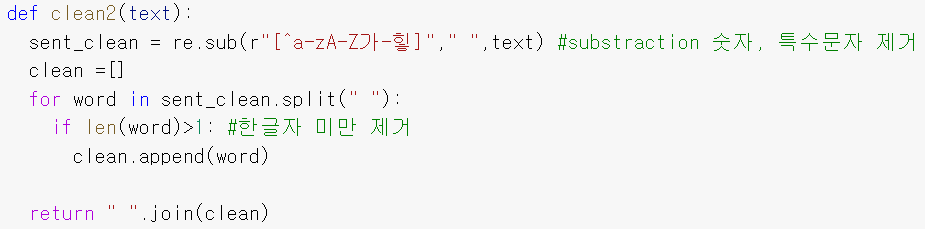 def clean2(text):
  sent_clean = re.sub(r"[^a-zA-Z가-힣]"," ",text) #substraction 숫자, 특수문자 제거
  clean =[]
  for word in sent_clean.split(" "):
    if len(word)>1: #한글자 미만 제거
      clean.append(word)
  return " ".join(clean)